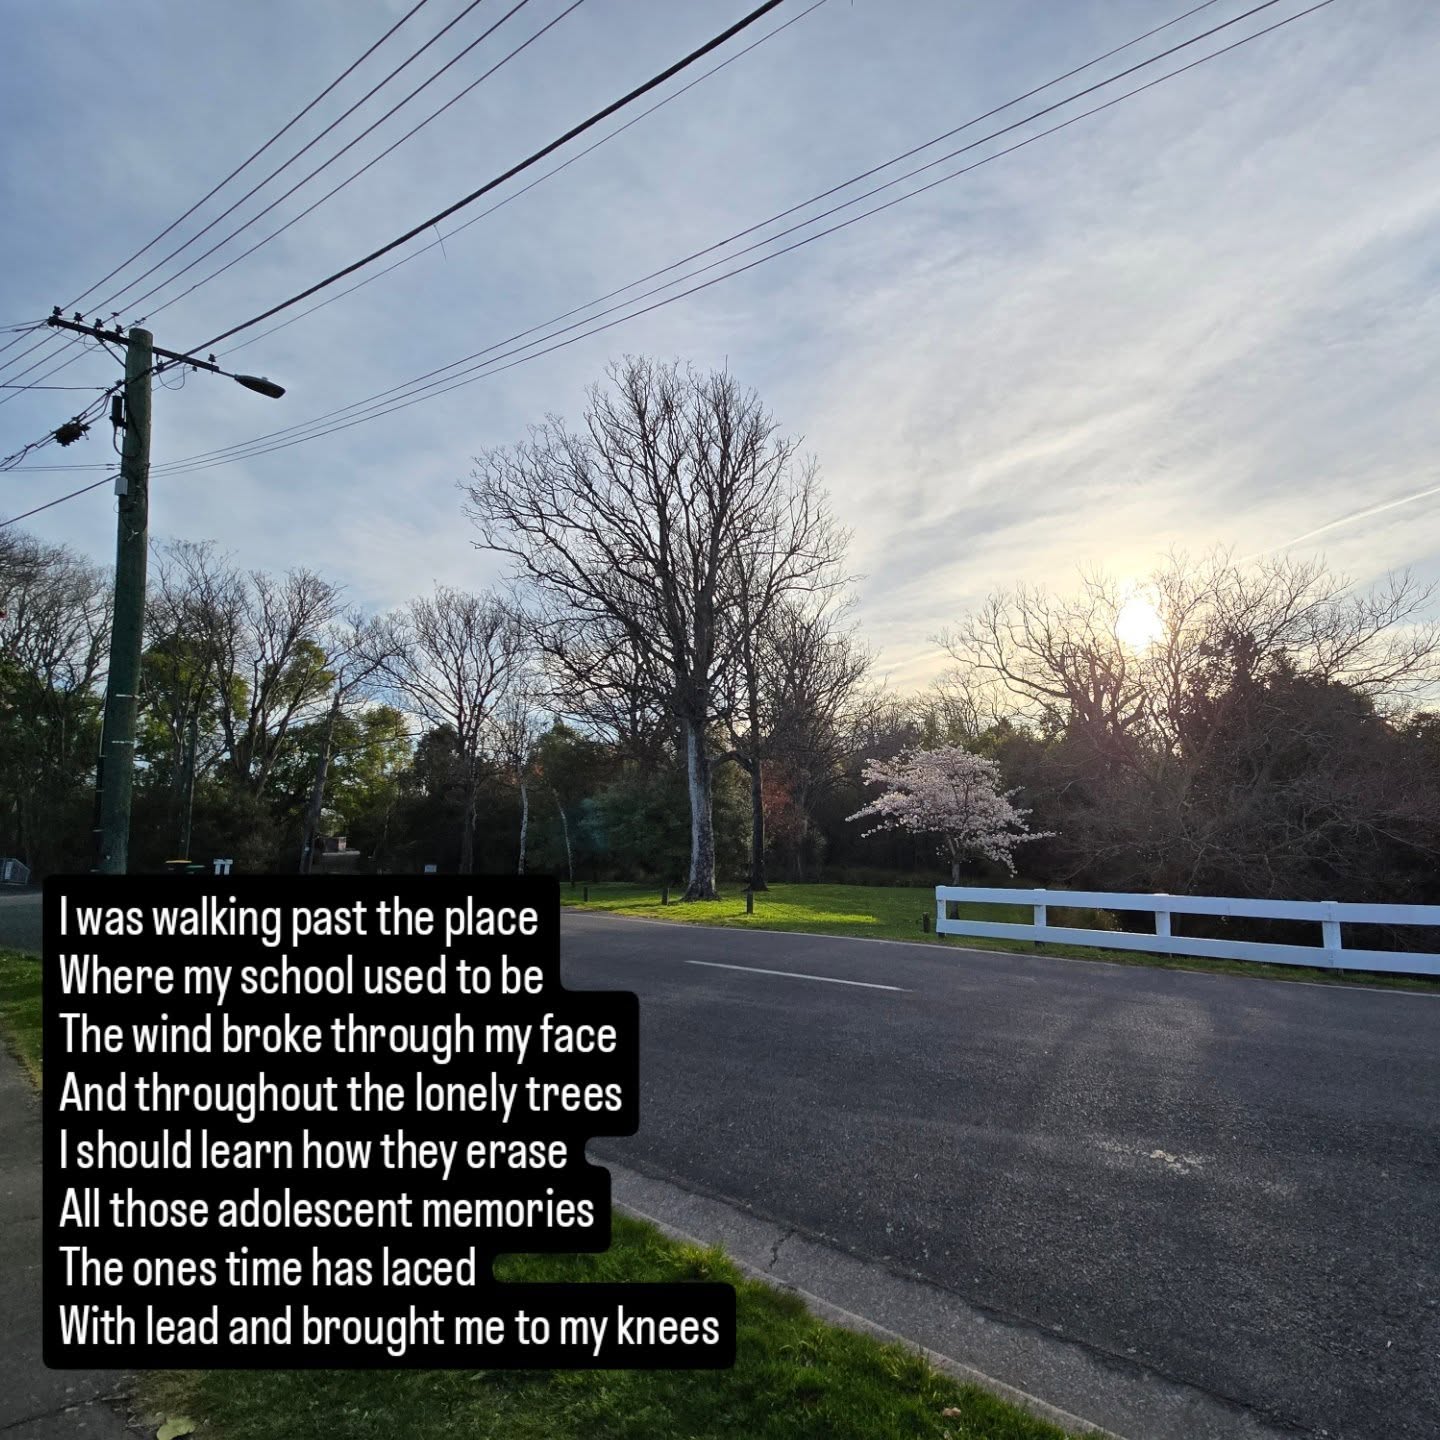 I was walking past the place
Where my school used to be
The wind broke through my face
And throughout the lonely trees
I should learn how they erase
All those adolescent memories
The ones time has laced
With lead and brought me to my knees